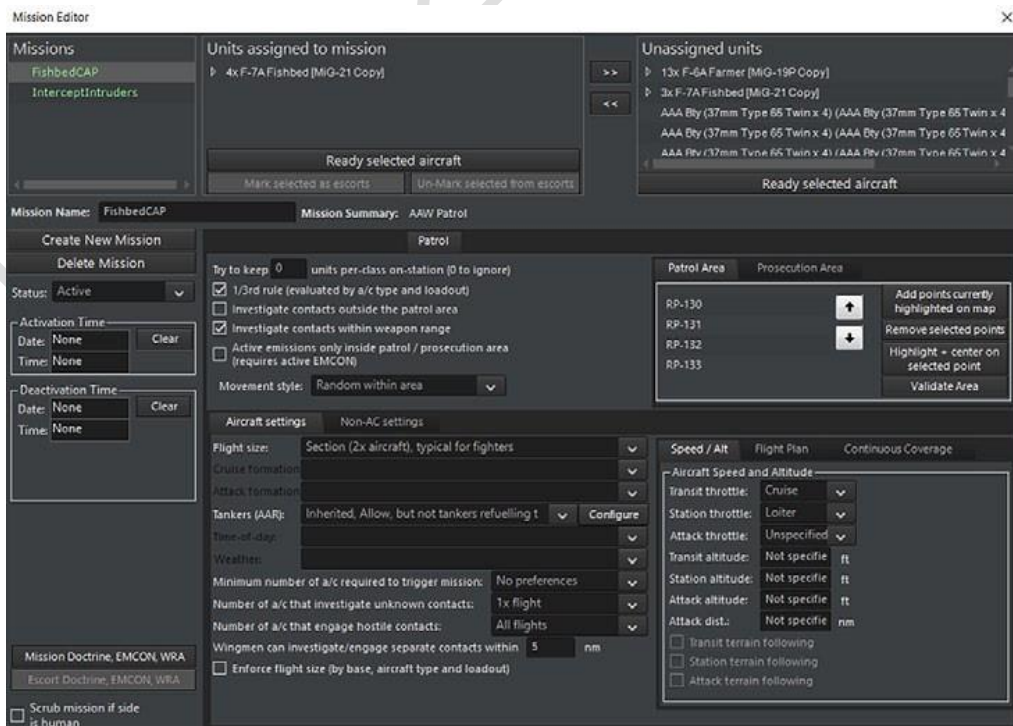 Mission Editor
Missions
FishbedCAP
InterceptIntruders
Units assigned to mission
4x F-7A Fishbed [MiG-21 Copy]
Ready selected aircraft
Mark selected as escorts
Un-Mark selected from escorts
>>
<<
Unassigned units
13x F-6A Farmer [MiG-19P Copy]
3x F-7A Fishbed [MiG-21 Copy]
AAA Bty (37mm Type 65 Twin x 4) (AAA Bty (37mm Type 65 Twin x 4
AAA Bty (37mm Type 65 Twin x 4) (AAA Bty (37mm Type 65 Twin x 4
AAA Bty (37mm Type 65 Twin x 4) (AAA Bty (37mm Type 65 Twin x 4
Ready selected aircraft
Mission Name: FishbedCAP
Mission Summary: AAW Patrol
Create New Mission
Delete Mission
Status: Active
Activation Time
Date: None Clear
Time: None
Deactivation Time
Date: None Clear
Time: None
Mission Doctrine, EMCON, WRA
Escort Doctrine, EMCON, WRA
Scrub mission if side
is human
Patrol
Try to keep 0 units per-class on-station (0 to ignore)
1/3rd rule (evaluated by a/c type and loadout)
Investigate contacts outside the patrol area
Investigate contacts within weapon range
Active emissions only inside patrol / prosecution area
(requires active EMCON)
Movement style: Random within area
Patrol Area Prosecution Area
RP-130
RP-131
RP-132
RP-133
Add points currently
highlighted on map
Remove selected points
Highlight + center on
selected point
Validate Area
Aircraft settings Non-AC settings
Flight size: Section (2x aircraft), typical for fighters
Cruise formation
Attack formation
Tankers (AAR): Inherited, Allow, but not tankers refuelling t Configure
Time-of-day:
Weather:
Minimum number of a/c required to trigger mission: No preferences
Number of a/c that investigate unknown contacts: 1x flight
Number of a/c that engage hostile contacts: All flights
Wingmen can investigate/engage separate contacts within 5 nm
Enforce flight size (by base, aircraft type and loadout)
Speed / Alt Flight Plan Continuous Coverage
Aircraft Speed and Altitude
Transit throttle: Cruise
Station throttle: Loiter
Attack throttle: Unspecified
Transit altitude: Not specifie ft
Station altitude: Not specifie ft
Attack altitude: Not specifie ft
Attack dist.: Not specifie nm
Transit terrain following
Station terrain following
Attack terrain following